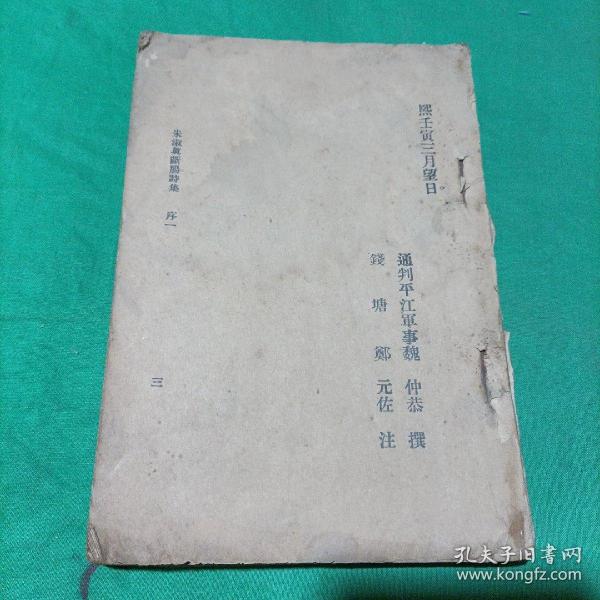 熙壬寅三月望日
通判平江軍事魏仲恭撰
錢塘鄭元佐注
朱淑真斷腸詩集 序一
三
孔夫子旧书网
www.kongfz.com